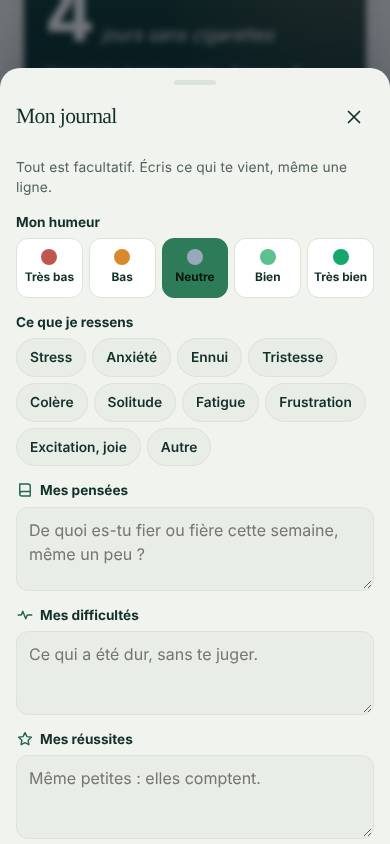 4 jours sans cigarettes
Mon journal
Tout est facultatif. Écris ce qui te vient, même une
ligne.
Mon humeur
Très bas
Bas
Neutre
Bien
Très bien
Ce que je ressens
Stress
Anxiété
Ennui
Tristesse
Colère
Solitude
Fatigue
Frustration
Excitation, joie
Autre
Mes pensées
De quoi es-tu fier ou fière cette semaine,
même un peu ?
Mes difficultés
Ce qui a été dur, sans te juger.
Mes réussites
Même petites : elles comptent.